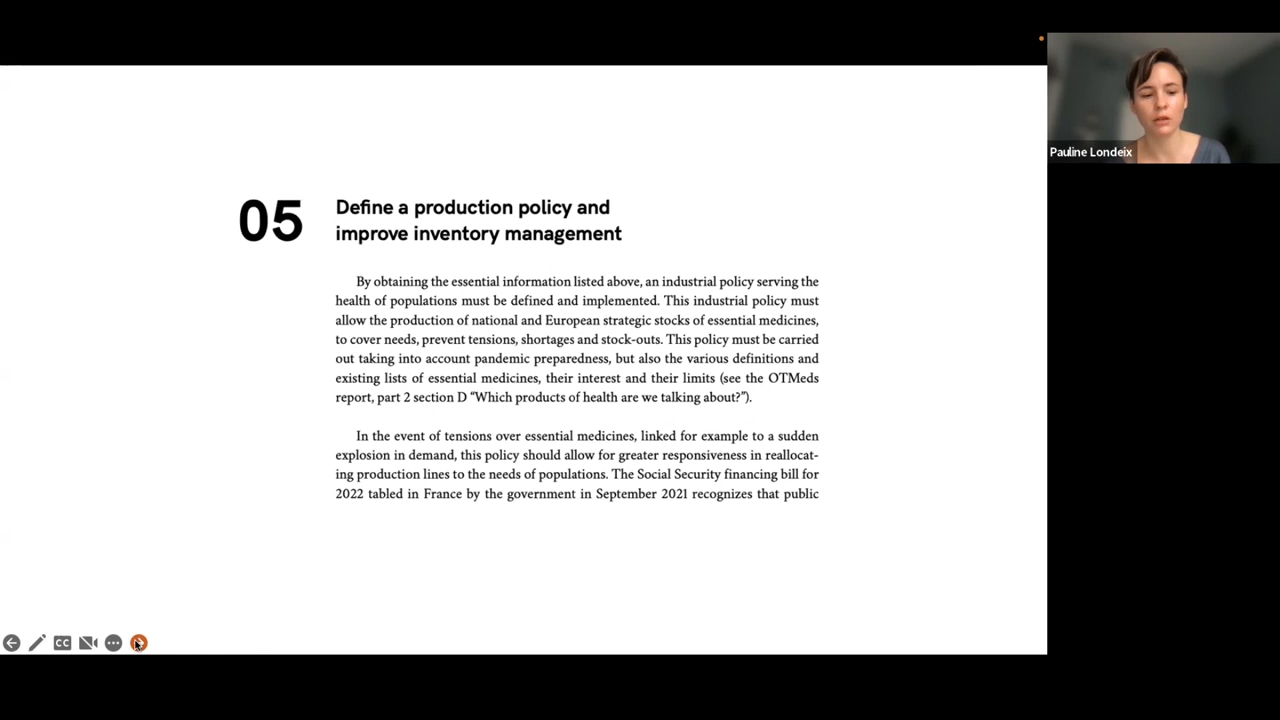 Pauline Londeix
05
Define a production policy and
improve inventory management
By obtaining the essential information listed above, an industrial policy serving the
health of populations must be defined and implemented. This industrial policy must
allow the production of national and European strategic stocks of essential medicines,
to cover needs, prevent tensions, shortages and stock-outs. This policy must be carried
out taking into account pandemic preparedness, but also the various definitions and
existing lists of essential medicines, their interest and their limits (see the OTMeds
report, part 2 section D “Which products of health are we talking about?”).
In the event of tensions over essential medicines, linked for example to a sudden
explosion in demand, this policy should allow for greater responsiveness in reallocat-
ing production lines to the needs of populations. The Social Security financing bill for
2022 tabled in France by the government in September 2021 recognizes that public
CC